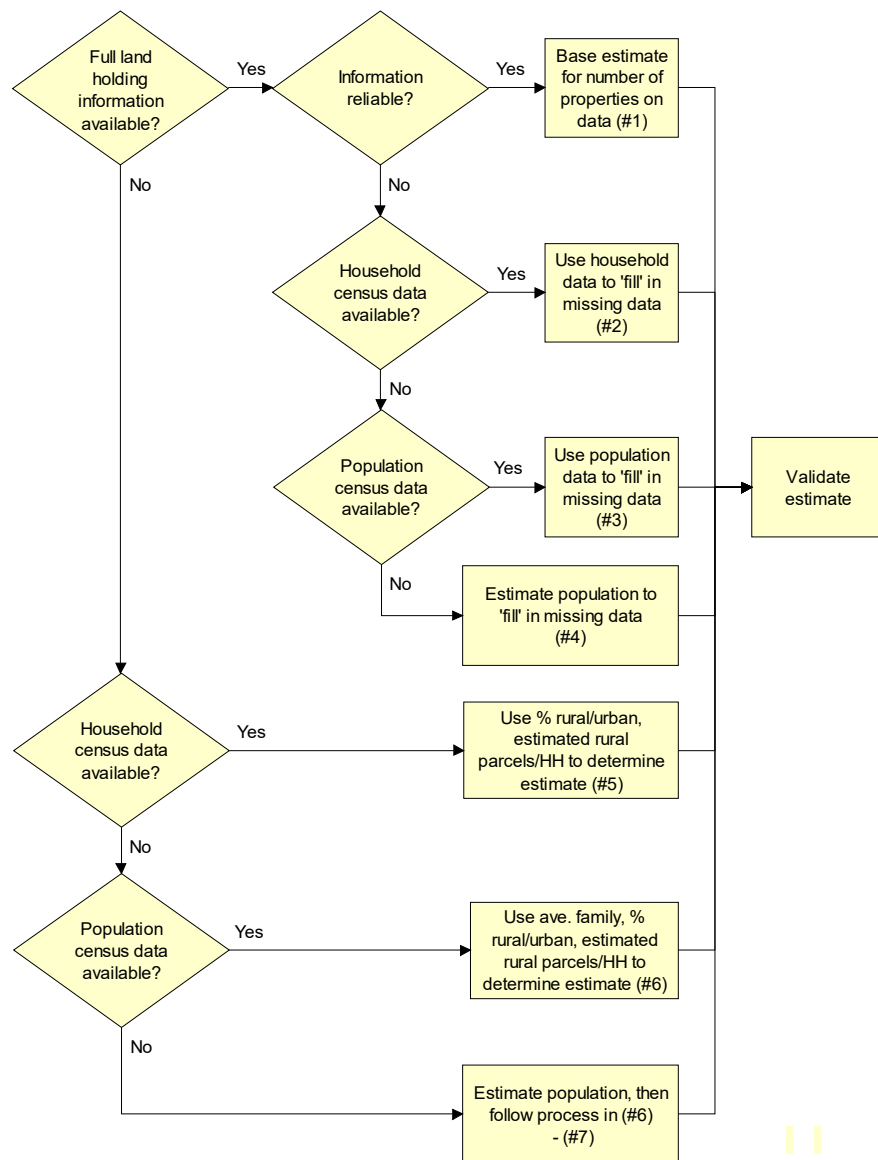 Full land
holding
information
available?
Yes
Information
reliable?
Yes
Base estimate
for number of
properties on
data (#1)
No
No
Household
census data
available?
Yes
Use household
data to 'fill' in
missing data
(#2)
No
Population
census data
available?
Yes
Use population
data to 'fill' in
missing data
(#3)
Validate
estimate
No
Estimate population to
'fill' in missing data
(#4)
Household
census data
available?
Yes
Use % rural/urban,
estimated rural
parcels/HH to determine
estimate (#5)
No
Population
census data
available?
Yes
Use ave. family, %
rural/urban, estimated
rural parcels/HH to
determine estimate (#6)
No
Estimate population, then
follow process in (#6)
- (#7)